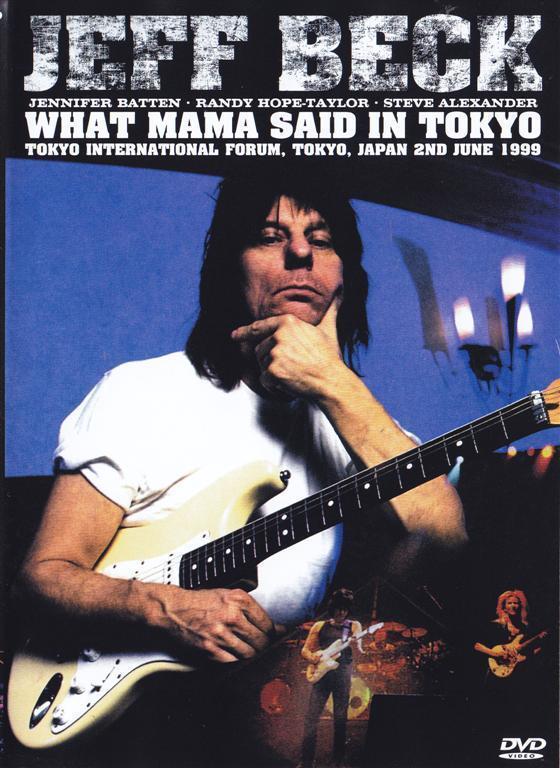 JEFF BECK
JENNIFER BATTEN · RANDY HOPE-TAYLOR · STEVE ALEXANDER
WHAT MAMA SAID IN TOKYO
TOKYO INTERNATIONAL FORUM, TOKYO, JAPAN 2ND JUNE 1999
DVD
VIDEO